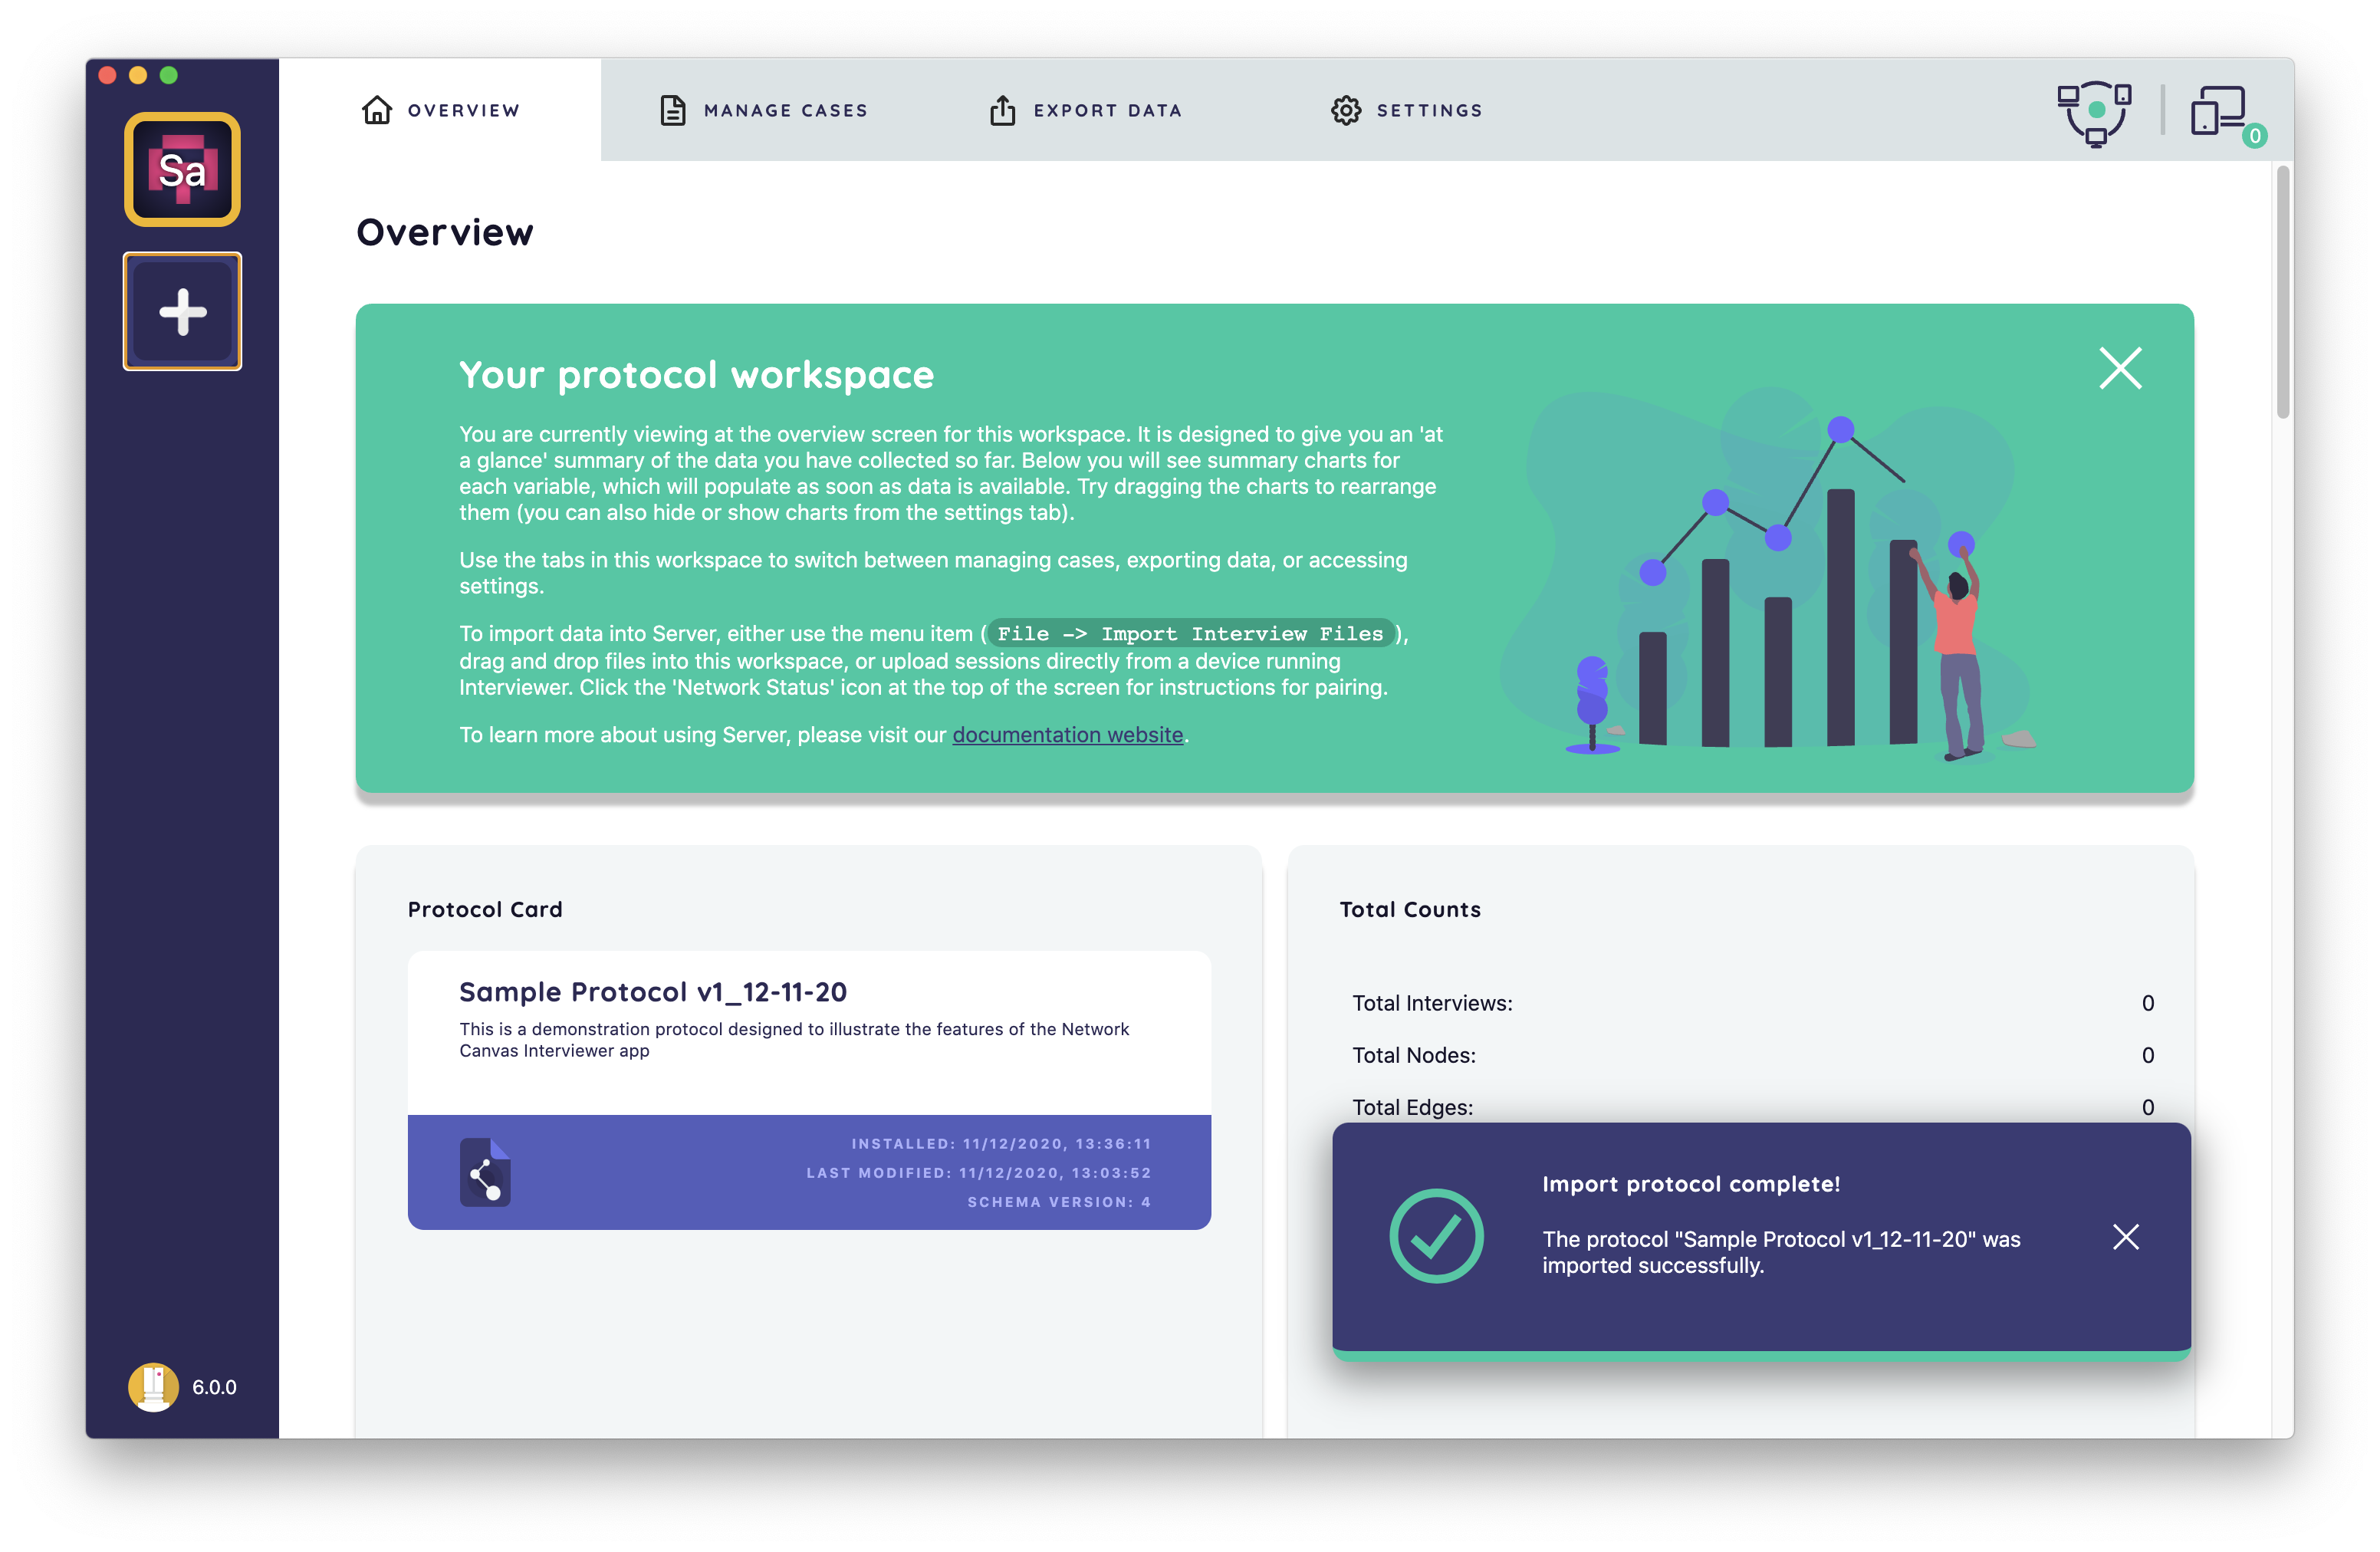 OVERVIEW
MANAGE CASES
EXPORT DATA
SETTINGS
0
Sa
Overview
Your protocol workspace
You are currently viewing at the overview screen for this workspace. It is designed to give you an 'at
a glance' summary of the data you have collected so far. Below you will see summary charts for
each variable, which will populate as soon as data is available. Try dragging the charts to rearrange
them (you can also hide or show charts from the settings tab).
Use the tabs in this workspace to switch between managing cases, exporting data, or accessing
settings.
To import data into Server, either use the menu item ( File -> Import Interview Files ),
drag and drop files into this workspace, or upload sessions directly from a device running
Interviewer. Click the 'Network Status' icon at the top of the screen for instructions for pairing.
To learn more about using Server, please visit our documentation website.
Protocol Card
Sample Protocol v1_12-11-20
This is a demonstration protocol designed to illustrate the features of the Network
Canvas Interviewer app
INSTALLED: 11/12/2020, 13:36:11
LAST MODIFIED: 11/12/2020, 13:03:52
SCHEMA VERSION: 4
Total Counts
Total Interviews: 0
Total Nodes: 0
Total Edges: 0
Import protocol complete!
The protocol "Sample Protocol v1_12-11-20" was
imported successfully.
6.0.0